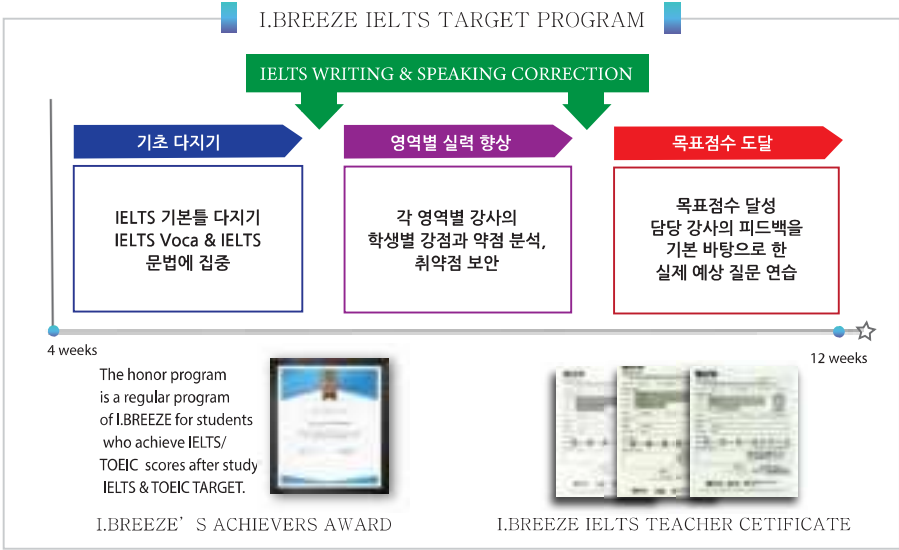 I.BREEZE IELTS TARGET PROGRAM
IELTS WRITING & SPEAKING CORRECTION
기초 다지기
IELTS 기본틀 다지기
IELTS Voca & IELTS
문법에 집중
영역별 실력 향상
각 영역별 강사의
학생별 강점과 약점 분석,
취약점 보안
목표점수 도달
목표점수 달성
담당 강사의 피드백을
기본 바탕으로 한
실제 예상 질문 연습
4 weeks
12 weeks
The honor program
is a regular program
of I.BREEZE for students
who achieve IELTS/
TOEIC scores after study
IELTS & TOEIC TARGET.
I.BREEZE' S ACHIEVERS AWARD
I.BREEZE IELTS TEACHER CETIFICATE